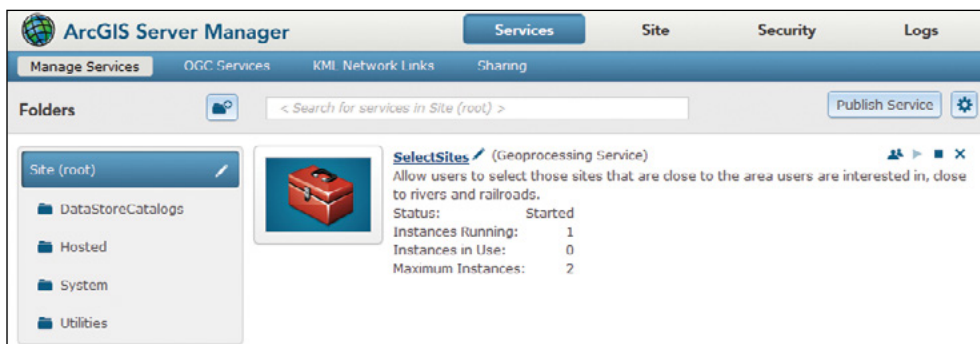 ArcGIS Server Manager
Services
Site
Security
Logs
Manage Services
OGC Services
KML Network Links
Sharing
Folders
< Search for services in Site (root) >
Publish Service
Site (root)
DataStoreCatalogs
Hosted
System
Utilities
SelectSites (Geoprocessing Service)
Allow users to select those sites that are close to the area users are interested in, close
to rivers and railroads.
Status: Started
Instances Running: 1
Instances in Use: 0
Maximum Instances: 2